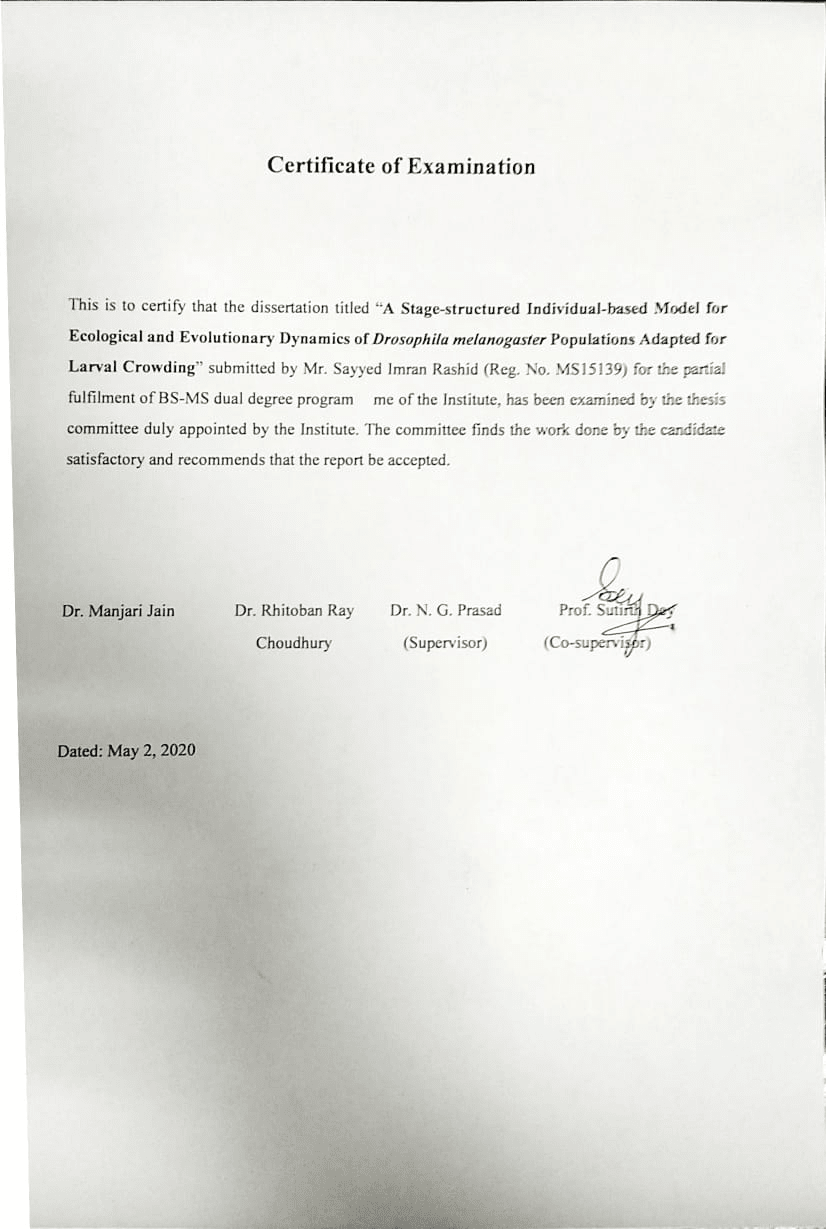 Certificate of Examination
This is to certify that the dissertation titled “A Stage-structured Individual-based Model for
Ecological and Evolutionary Dynamics of Drosophila melanogaster Populations Adapted for
Larval Crowding” submitted by Mr. Sayyed Imran Rashid (Reg. No. MS15139) for the partial
fulfilment of BS-MS dual degree program me of the Institute, has been examined by the thesis
committee duly appointed by the Institute. The committee finds the work done by the candidate
satisfactory and recommends that the report be accepted.
Dr. Manjari Jain Dr. Rhitoban Ray Dr. N. G. Prasad Prof. Sutirth Dey
Choudhury (Supervisor) (Co-supervisor)
Dated: May 2, 2020